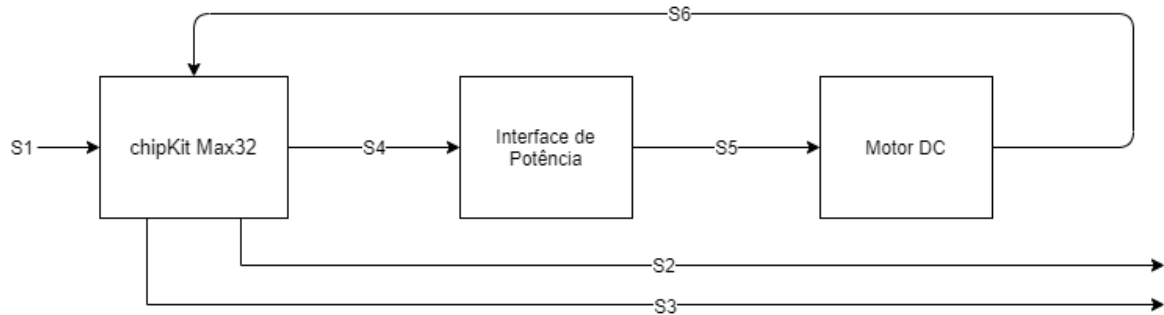 S6
S1
chipKit Max32
S4
Interface de
Potência
S5
Motor DC
S2
S3